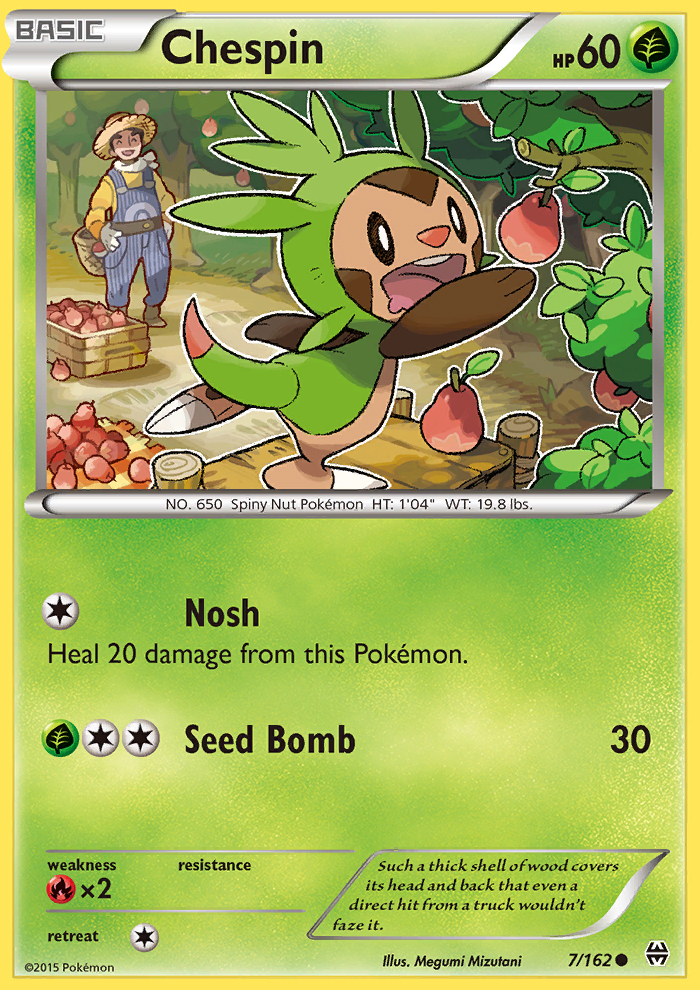 BASIC
Chespin
HP60
NO. 650 Spiny Nut Pokémon HT: 1'04" WT: 19.8 lbs.
Nosh
Heal 20 damage from this Pokémon.
Seed Bomb 30
weakness resistance
×2
Such a thick shell of wood covers
its head and back that even a
direct hit from a truck wouldn't
faze it.
retreat
©2015 Pokémon
Illus. Megumi Mizutani
7/162